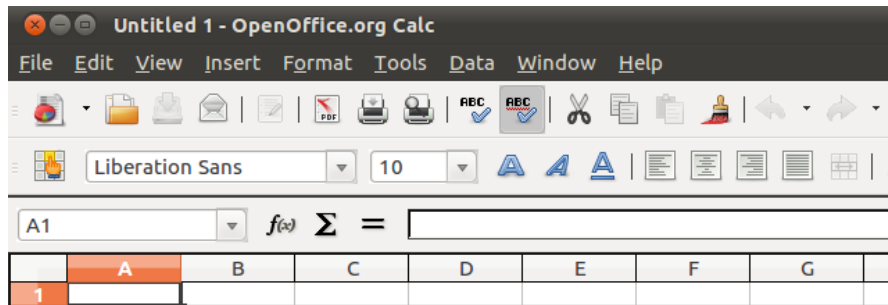 Untitled 1 - OpenOffice.org Calc
File Edit View Insert Format Tools Data Window Help
PDF ABC ABC
Liberation Sans 10 A A A
A1 f(x) Σ =
A B C D E F G
1